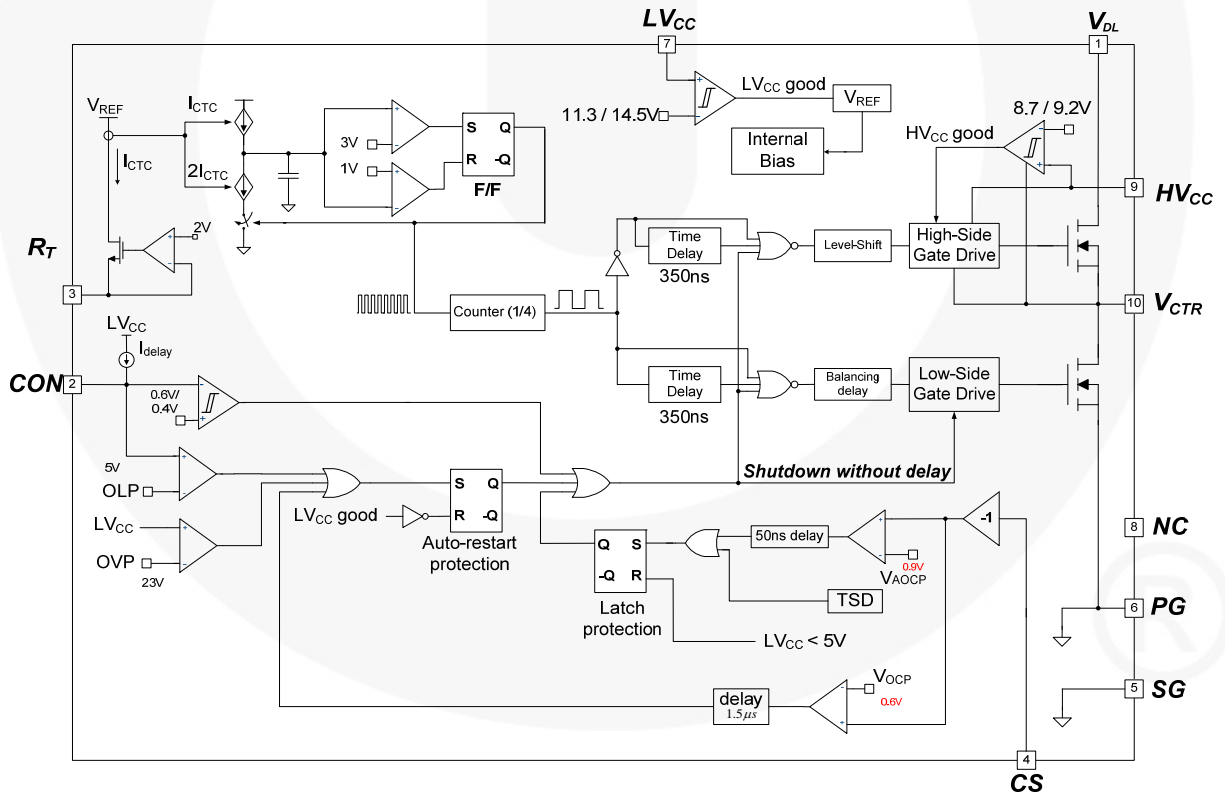 LVCC
7
VDL
1
VREF
ICTC
ICTC
2ICTC
+
-
3V
1V
+
-
S
Q
R
-Q
F/F
+
-
LVCC good
11.3 / 14.5V
VREF
Internal
Bias
8.7 / 9.2V
HVCC good
-
+
9
HVCC
RT
3
2V
+
-
Time
Delay
350ns
Level-Shift
High-Side
Gate Drive
10
VCTR
Counter (1/4)
LVCC
Idelay
CON
2
0.6V/
0.4V
-
+
Time
Delay
350ns
Balancing
delay
Low-Side
Gate Drive
5V
OLP
+
-
LVCC
OVP
23V
+
-
S
Q
R
-Q
LVCC good
Auto-restart
protection
Shutdown without delay
Q
S
-Q
R
Latch
protection
50ns delay
+
-
0.9V
VAOCP
-1
TSD
LVCC < 5V
8
NC
6
PG
5
SG
delay
1.5μs
VOCP
0.6V
-
+
4
CS
®